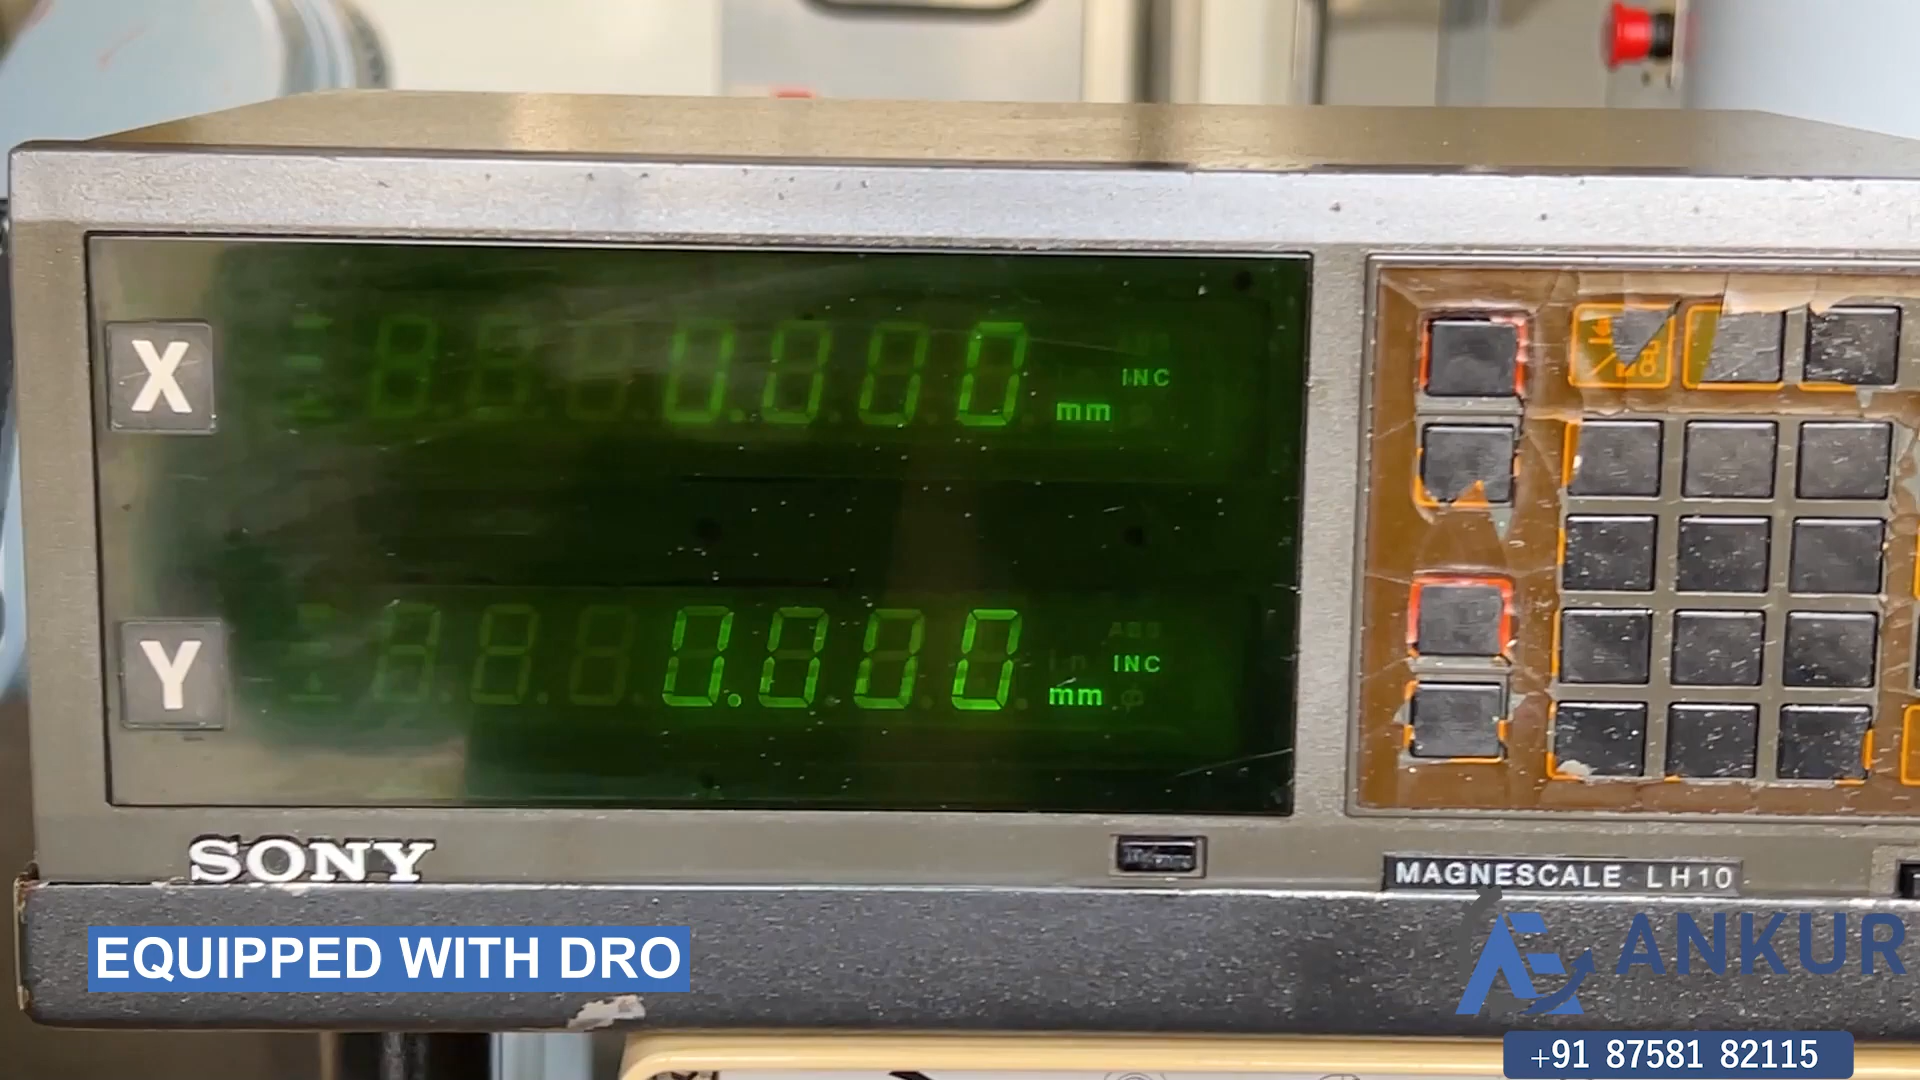 X
0.000
INC
mm
Y
0.000
INC
mm
SONY
MAGNESCALE LH10
EQUIPPED WITH DRO
ANKUR
+91 87581 82115